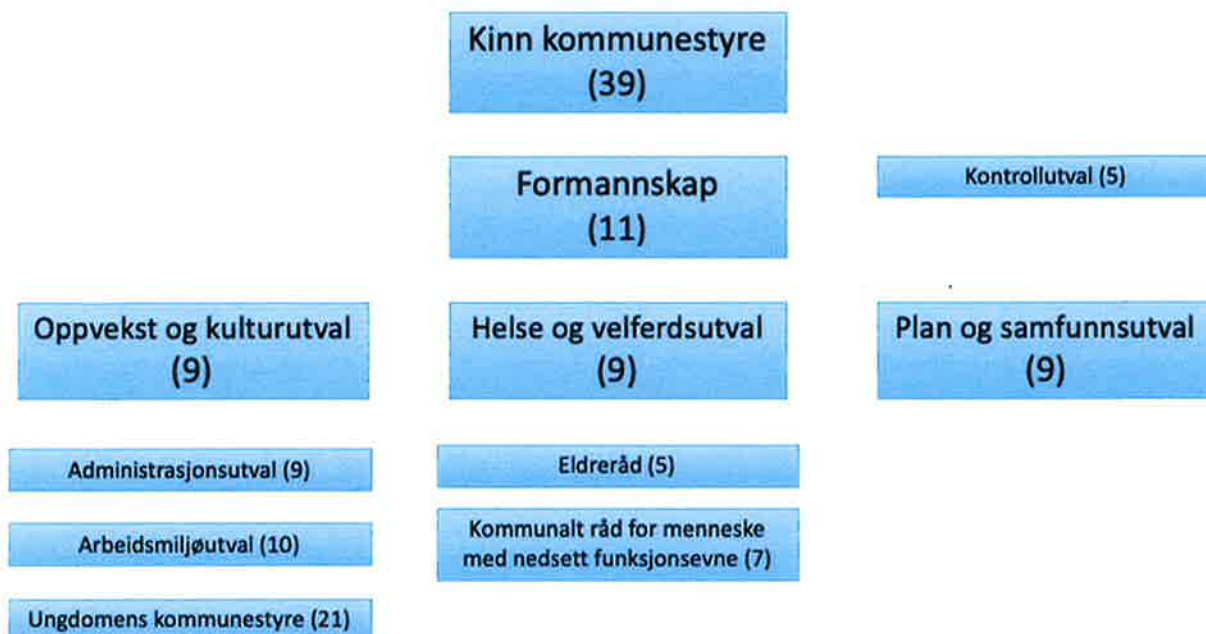 Kinn kommunestyre
(39)
Formannskap
(11)
Kontrollutval (5)
Oppvekst og kulturutval
(9)
Helse og velferdsutval
(9)
Plan og samfunnsutval
(9)
Administrasjonsutval (9)
Eldreråd (5)
Arbeidsmiljøutval (10)
Kommunalt råd for menneske
med nedsett funksjonsevne (7)
Ungdomens kommunestyre (21)